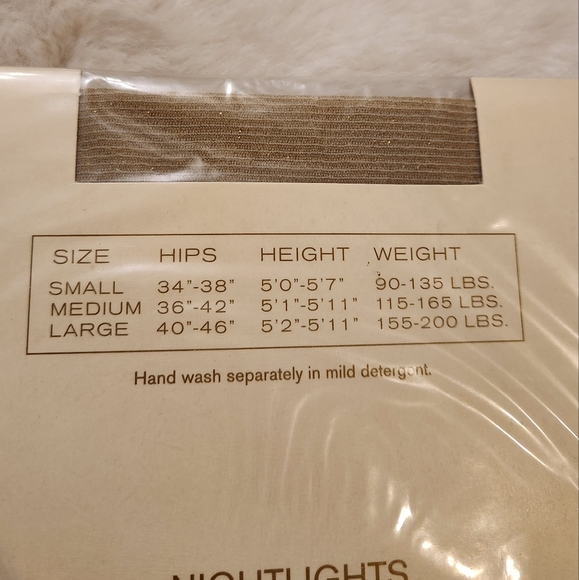 SIZE HIPS HEIGHT WEIGHT
SMALL 34"-38" 5'0"-5'7" 90-135 LBS.
MEDIUM 36"-42" 5'1"-5'11" 115-165 LBS.
LARGE 40"-46" 5'2"-5'11" 155-200 LBS.
Hand wash separately in mild detergent.
NIGHTLIGHTS